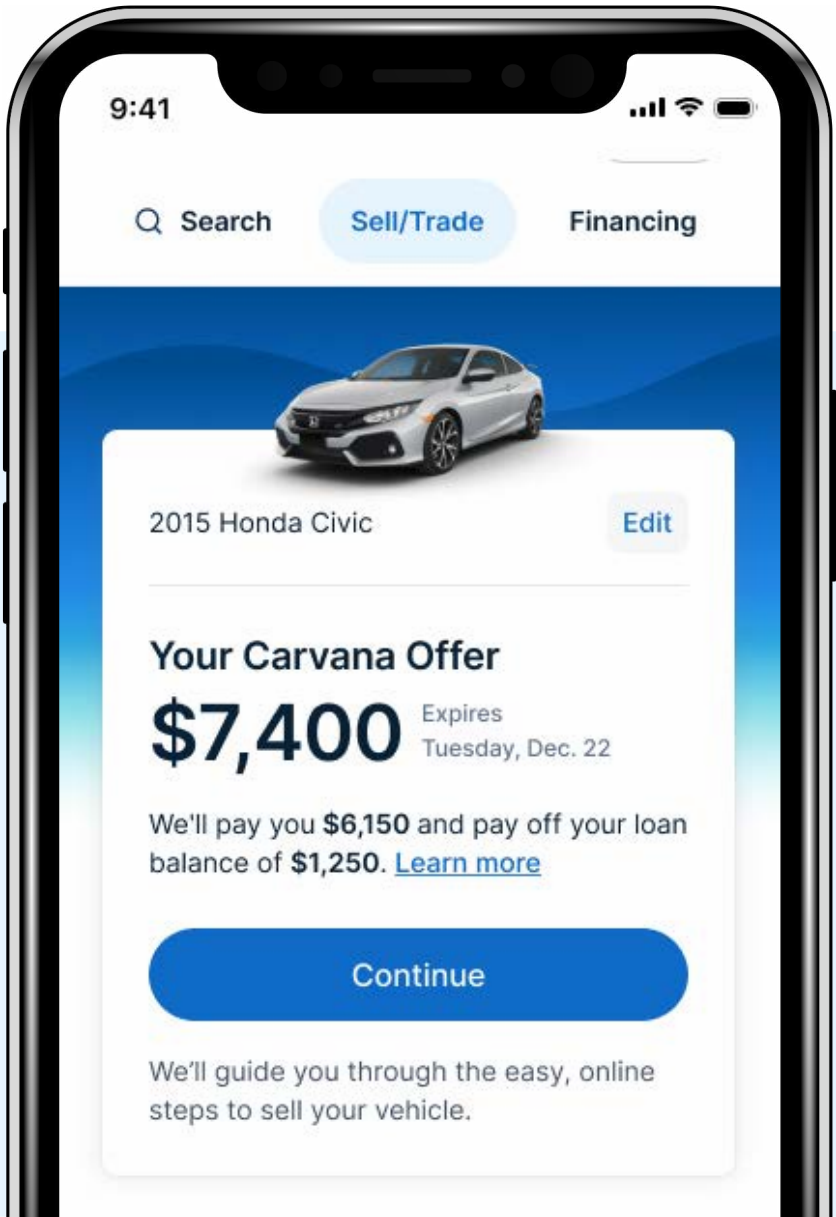 9:41
Search
Sell/Trade
Financing
2015 Honda Civic
Edit
Your Carvana Offer
$7,400
Expires
Tuesday, Dec. 22
We'll pay you $6,150 and pay off your loan
balance of $1,250. Learn more
Continue
We’ll guide you through the easy, online
steps to sell your vehicle.